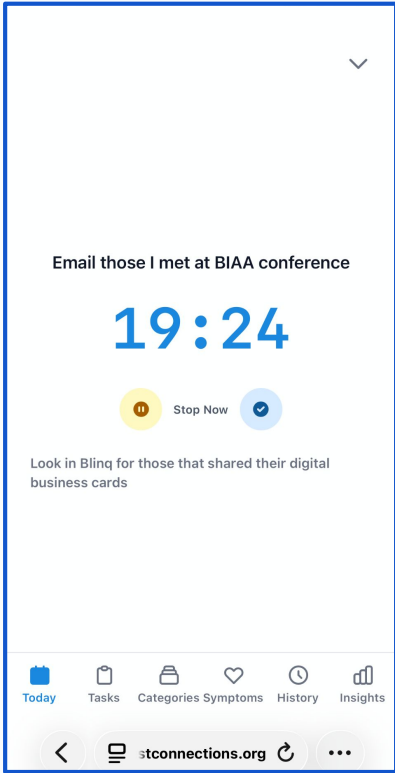 Email those I met at BIAA conference
19:24
Stop Now
Look in Blinq for those that shared their digital
business cards
Today Tasks Categories Symptoms History Insights
stconnections.org